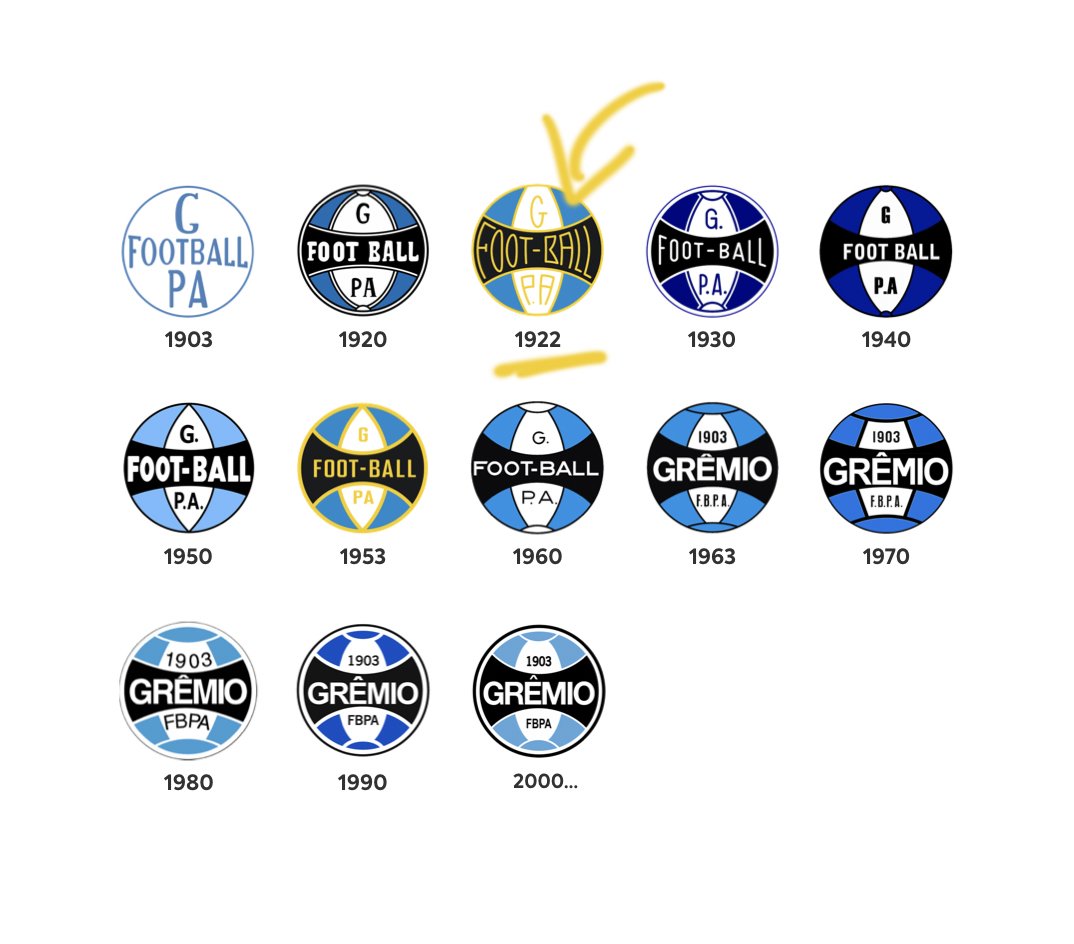 G
FOOTBALL
PA
1903
G
FOOT BALL
PA
1920
G
FOOT-BALL
P.A
1922
G.
FOOT-BALL
P.A.
1930
G
FOOT BALL
P.A
1940
G.
FOOT-BALL
P.A.
1950
G
FOOT-BALL
PA
1953
G.
FOOT-BALL
P.A.
1960
1903
GRÊMIO
F.B.P.A.
1963
1903
GRÊMIO
F.B.P.A.
1970
1903
GRÊMIO
FBPA
1980
1903
GRÊMIO
FBPA
1990
1903
GRÊMIO
FBPA
2000...